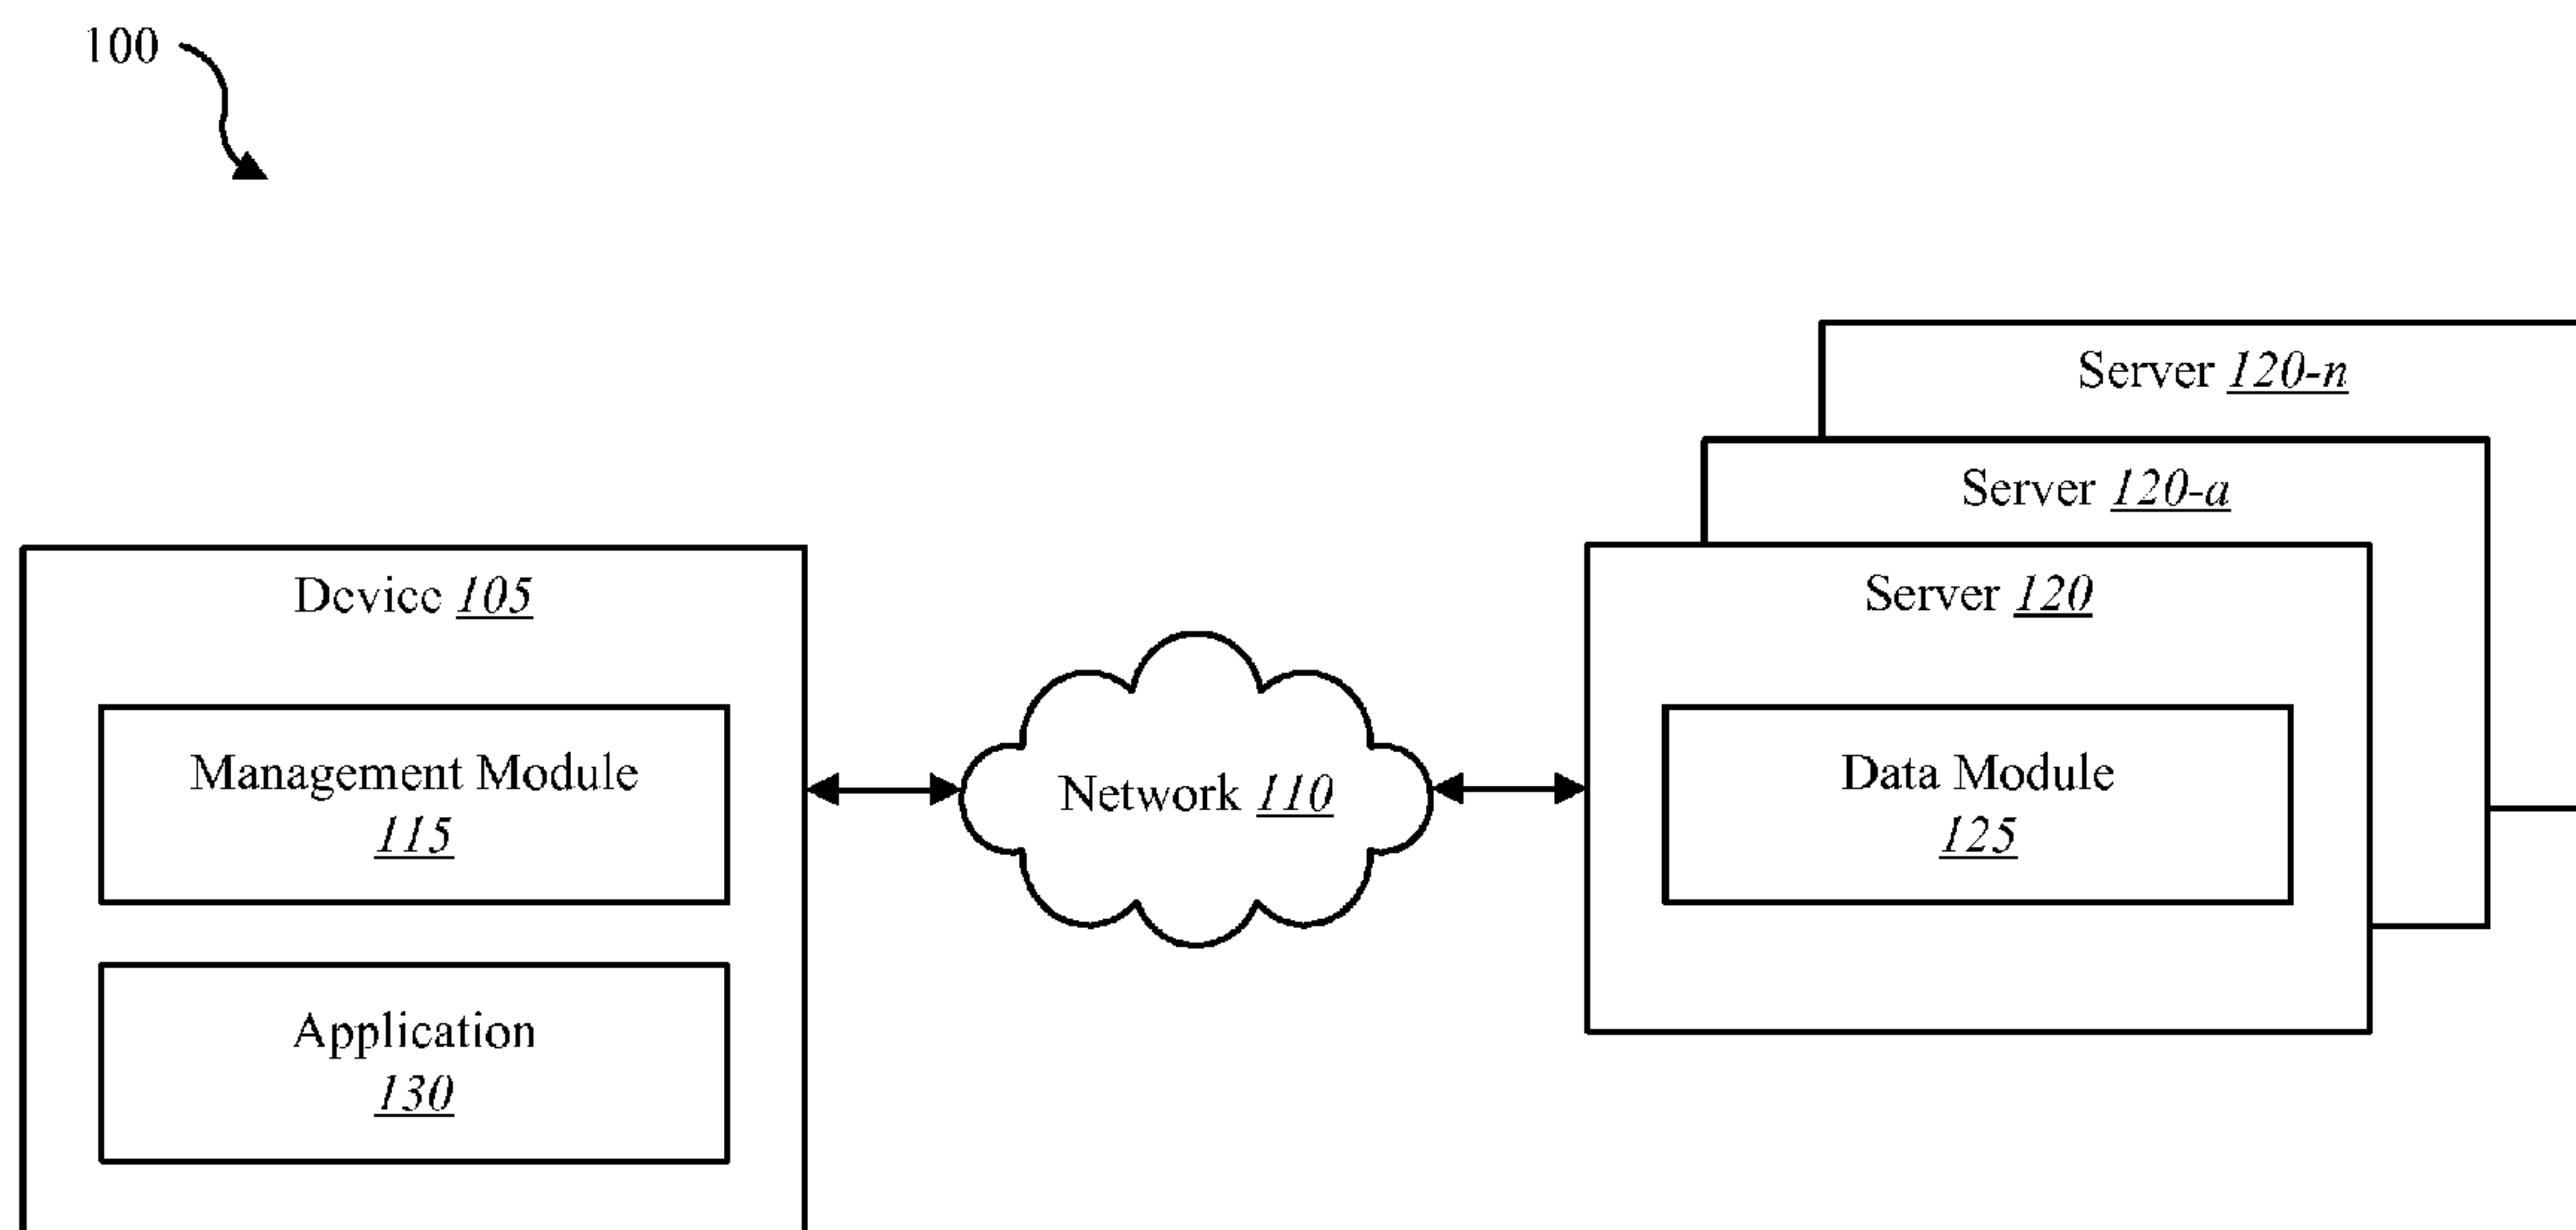 100
Server 120-n
Server 120-a
Server 120
Device 105
Management Module
115
Network 110
Data Module
125
Application
130